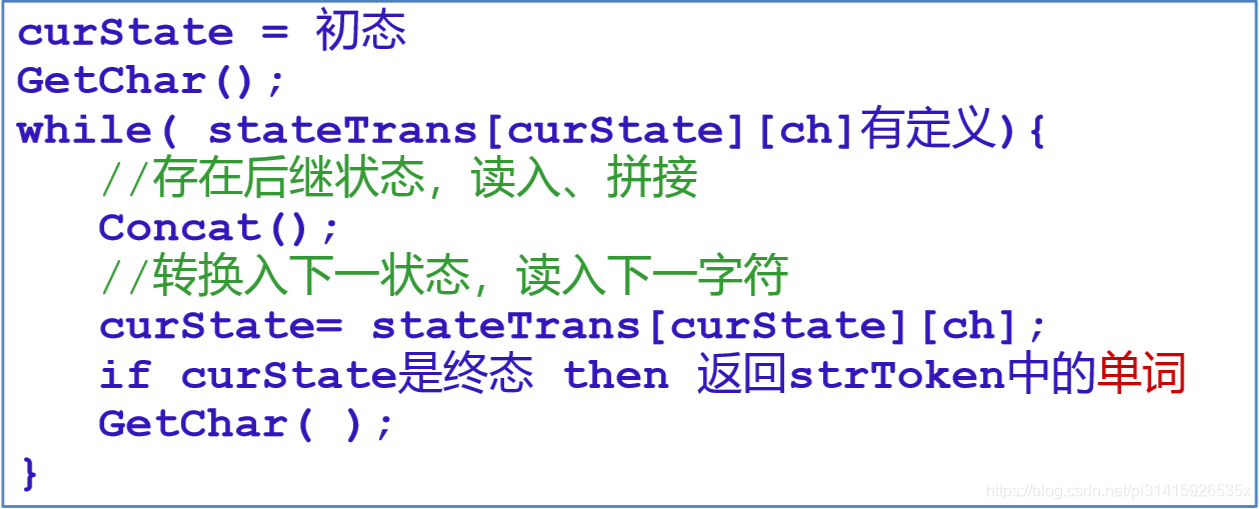 curState = 初态
GetChar();
while( stateTrans[curState][ch]有定义){
//存在后继状态，读入、拼接
Concat();
//转换入下一状态，读入下一字符
curState= stateTrans[curState][ch];
if curState是终态 then 返回strToken中的单词
GetChar( );
}
https://blog.csdn.net/pi31415926535x